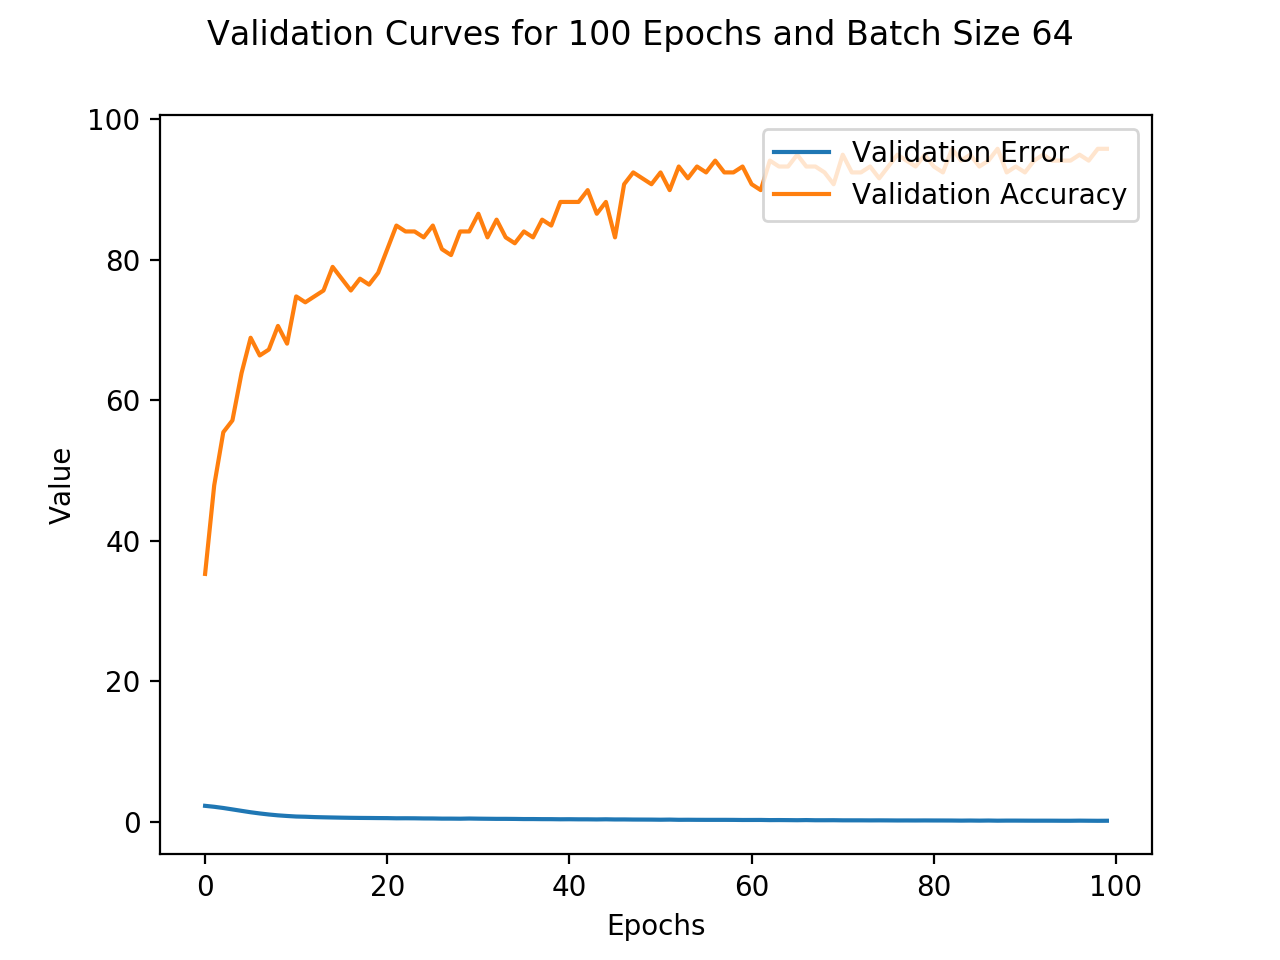 Validation Curves for 100 Epochs and Batch Size 64
100
80
60
40
20
0
Value
Validation Error
Validation Accuracy
0 20 40 60 80 100
Epochs